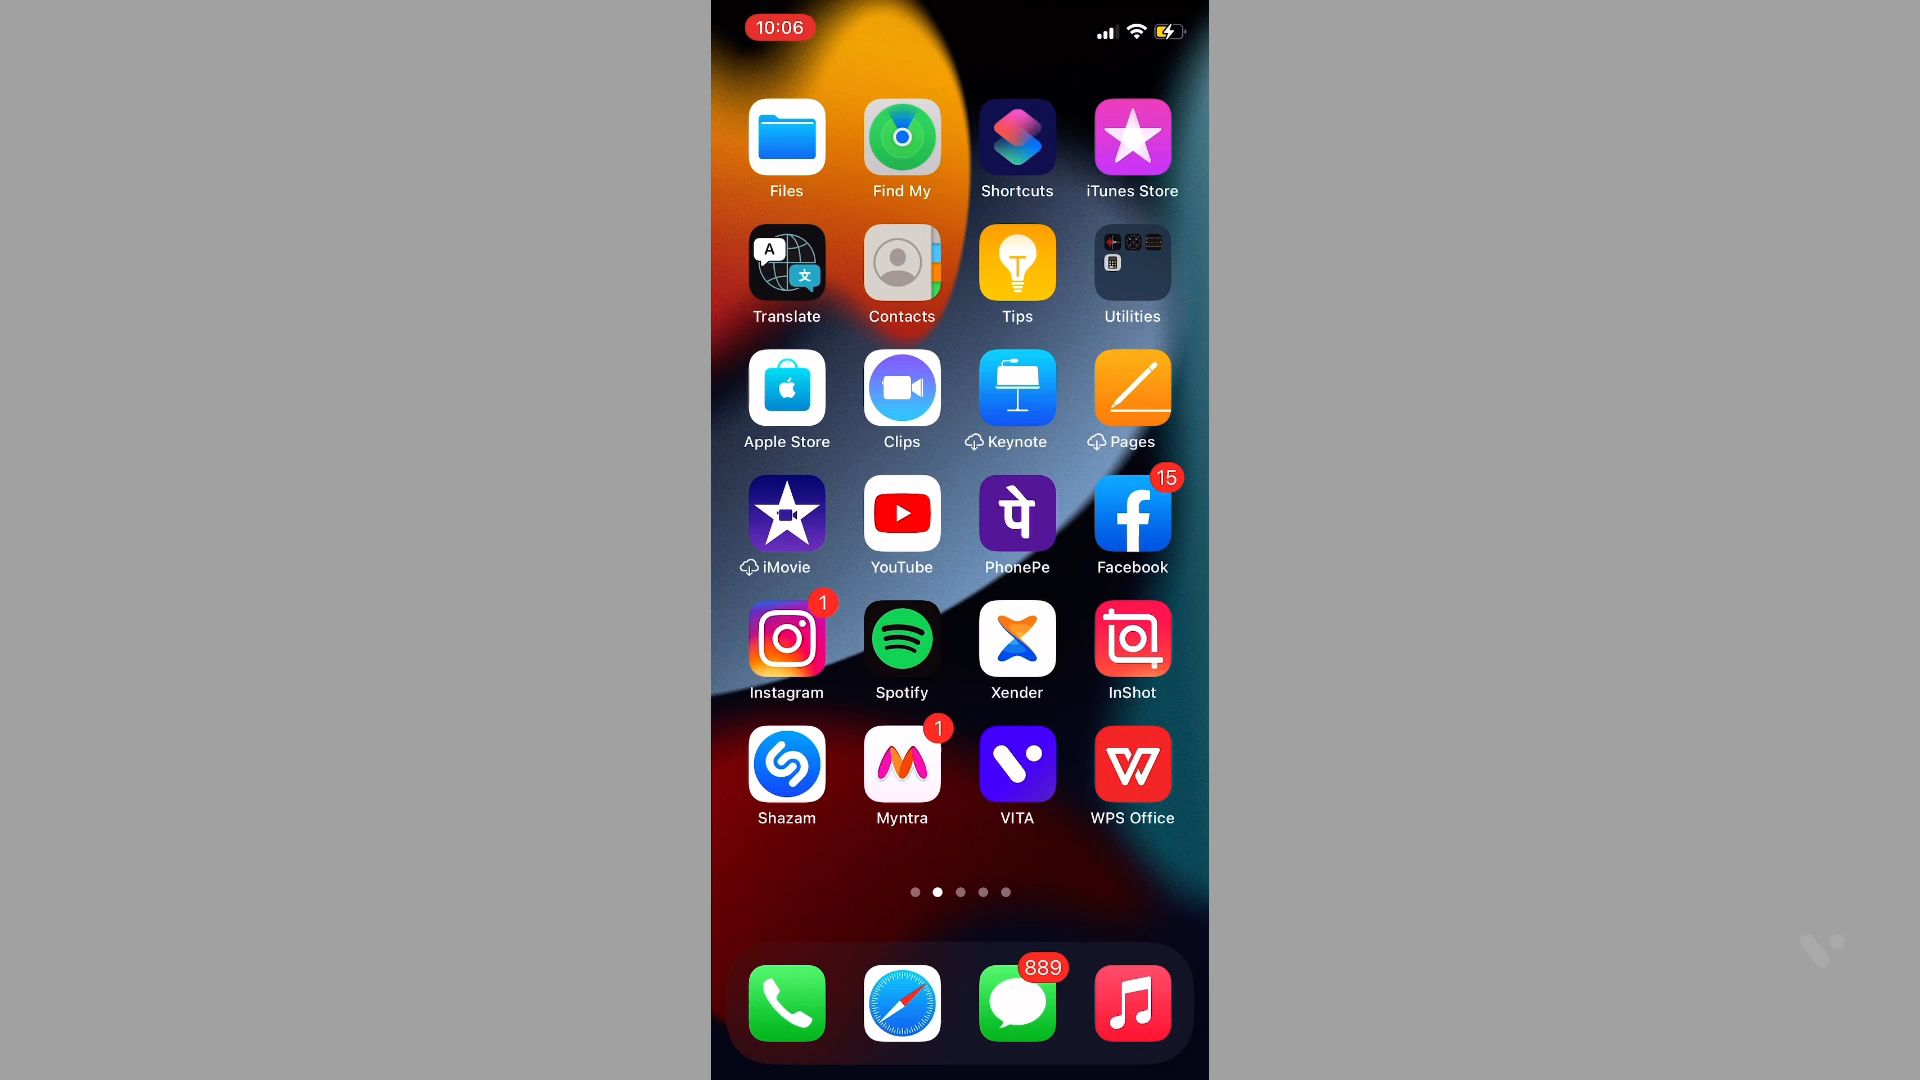 10:06
Files
Find My
Shortcuts
iTunes Store
A
文
T
Translate
Contacts
Tips
Utilities
Apple Store
Clips
Keynote
Pages
15
पे
f
iMovie
YouTube
PhonePe
Facebook
1
Instagram
Spotify
Xender
InShot
1
Shazam
Myntra
VITA
WPS Office
889